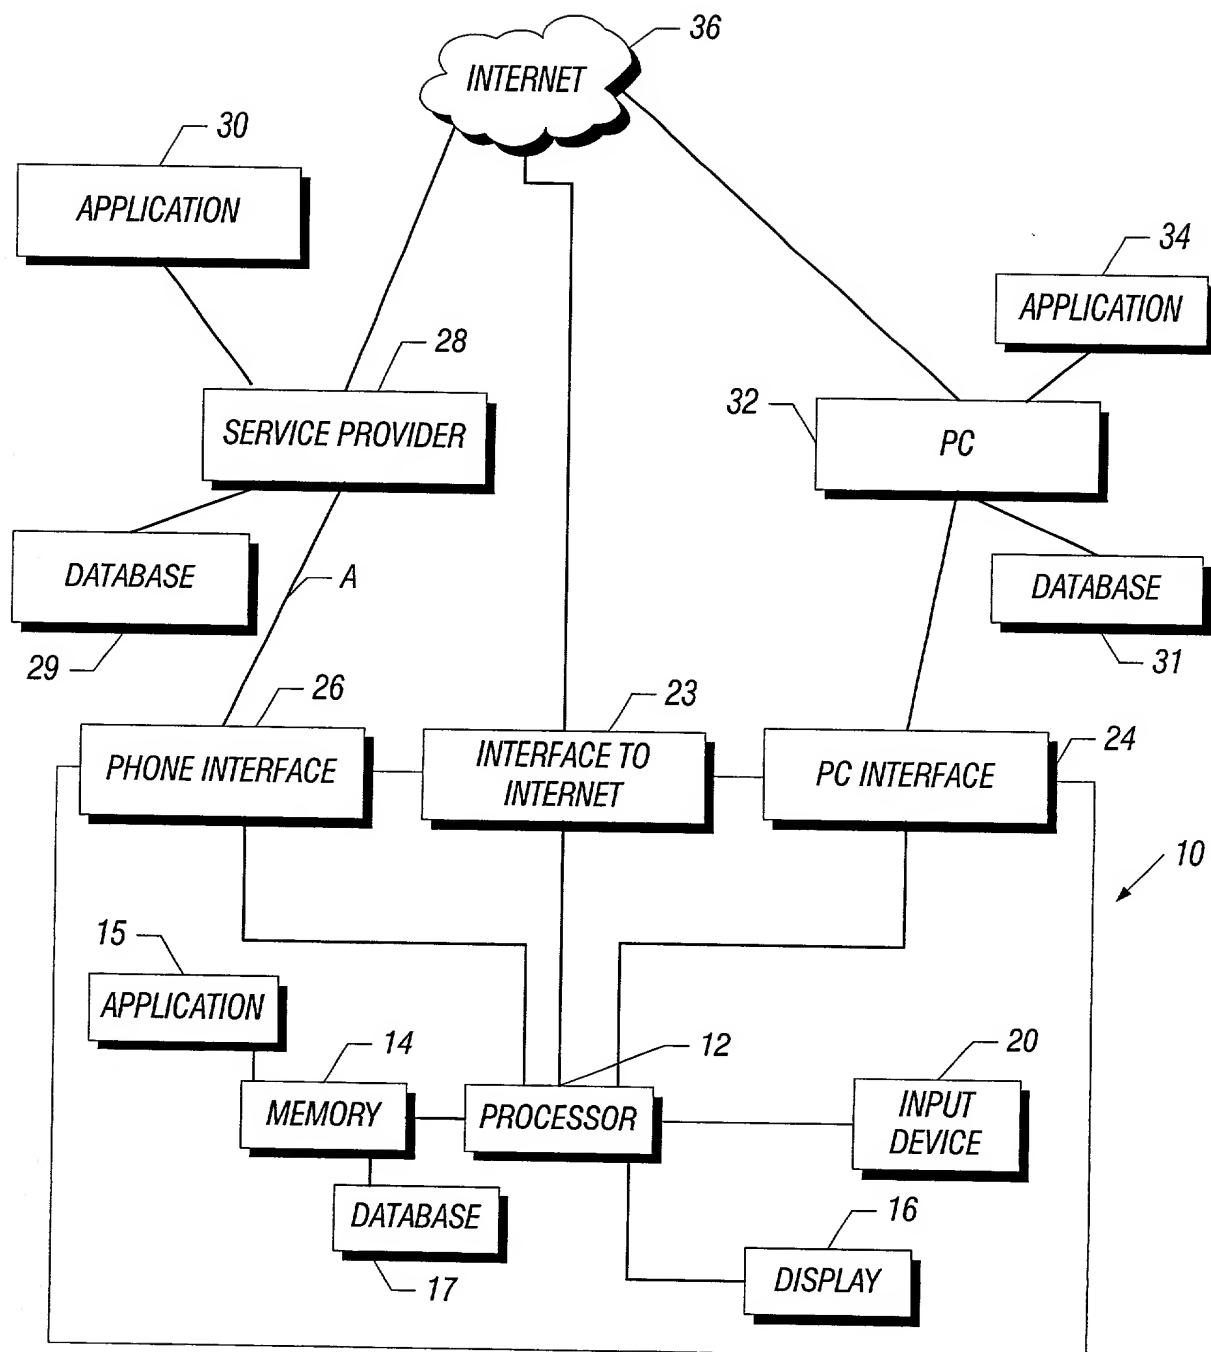 36
INTERNET
30
APPLICATION
34
APPLICATION
28
SERVICE PROVIDER
32
PC
DATABASE
29
A
DATABASE
31
26
PHONE INTERFACE
23
INTERFACE TO
INTERNET
24
PC INTERFACE
10
15
APPLICATION
14
MEMORY
12
PROCESSOR
20
INPUT
DEVICE
DATABASE
17
16
DISPLAY